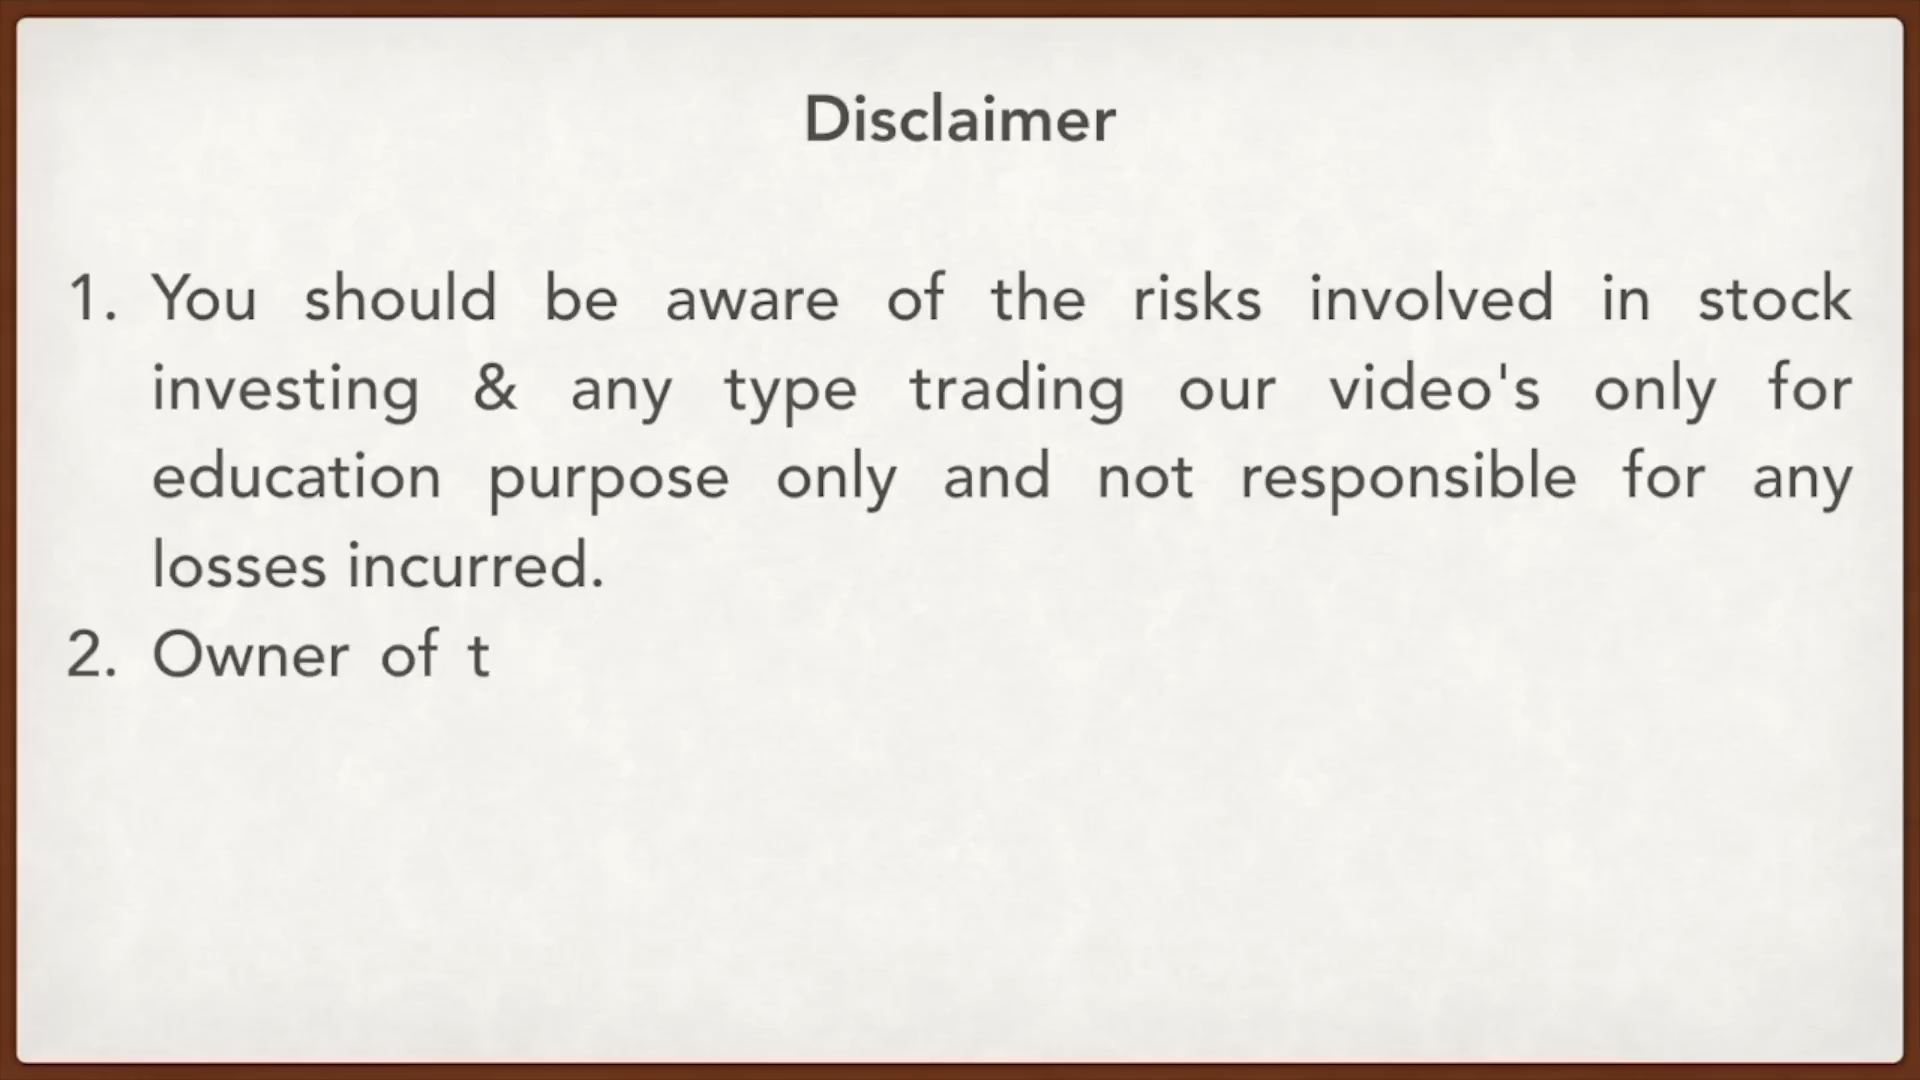 Disclaimer
1. You should be aware of the risks involved in stock
investing & any type trading our video's only for
education purpose only and not responsible for any
losses incurred.
2. Owner of t